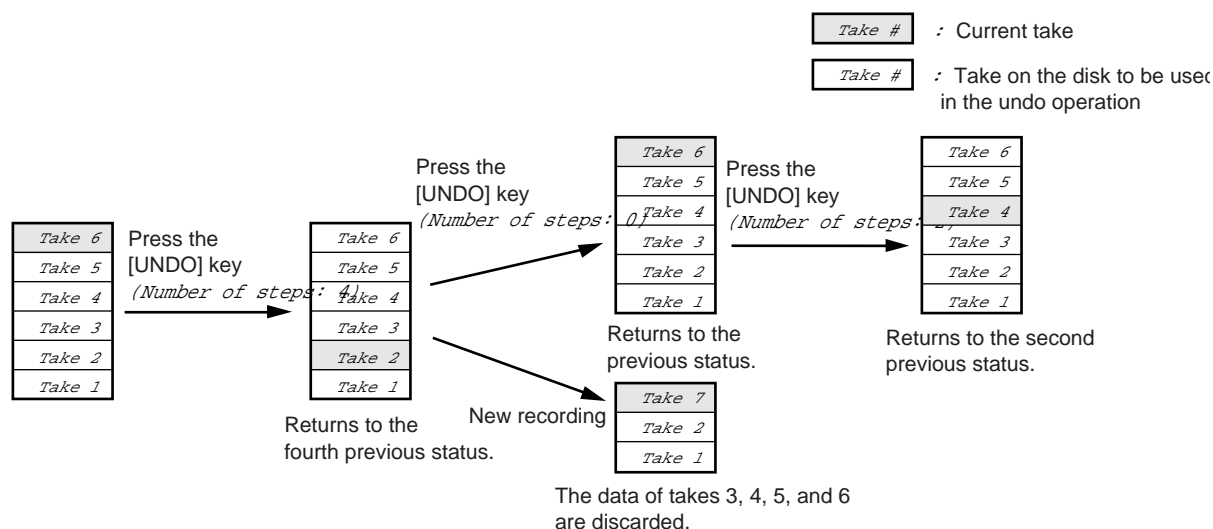 Take # : Current take
Take # : Take on the disk to be used
in the undo operation
Take 6
Take 5
Take 4
Take 3
Take 2
Take 1
Press the
[UNDO] key
(Number of steps: 4)
Take 6
Take 5
Take 4
Take 3
Take 2
Take 1
Returns to the
fourth previous status.
Press the
[UNDO] key
(Number of steps: 0)
Take 6
Take 5
Take 4
Take 3
Take 2
Take 1
Returns to the
previous status.
Press the
[UNDO] key
(Number of steps: 2)
Take 6
Take 5
Take 4
Take 3
Take 2
Take 1
Returns to the second
previous status.
New recording
Take 7
Take 2
Take 1
The data of takes 3, 4, 5, and 6
are discarded.